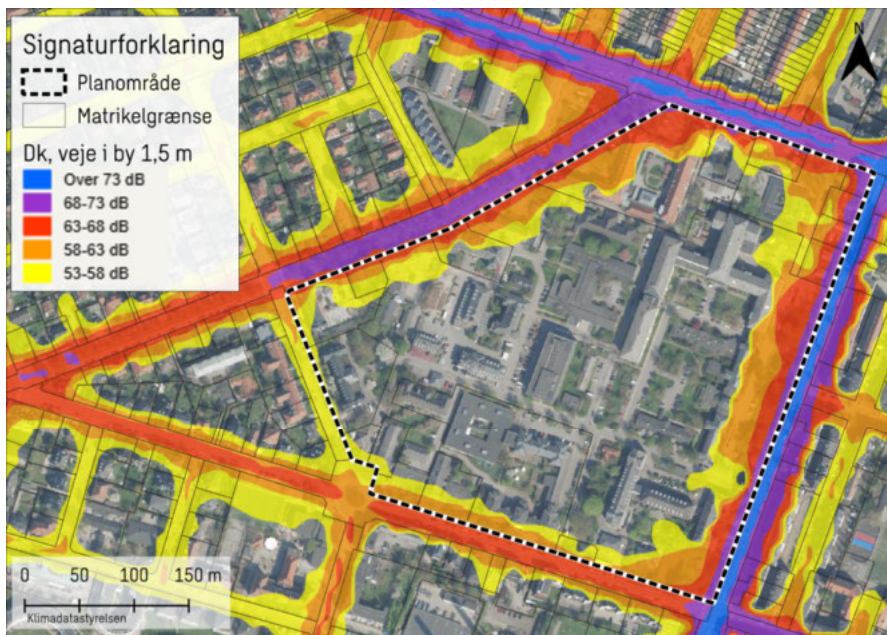 Signaturforklaring
Planområde
Matrikelgrænse
Dk, veje i by 1,5 m
Over 73 dB
68-73 dB
63-68 dB
58-63 dB
53-58 dB
N
0 50 100 150 m
Klimadatastyrelsen